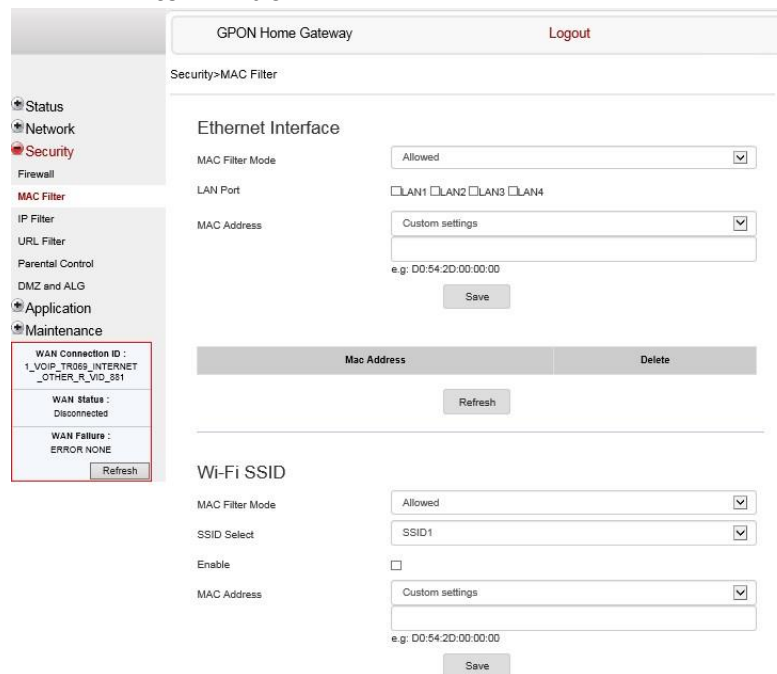 GPON Home Gateway
Logout
Security>MAC Filter
Status
Network
Security
Firewall
MAC Filter
IP Filter
URL Filter
Parental Control
DMZ and ALG
Application
Maintenance
WAN Connection ID :
1_VOIP_TR069_INTERNET
_OTHER_R_VID_881
WAN Status :
Disconnected
WAN Failure :
ERROR NONE
Refresh
Ethernet Interface
MAC Filter Mode
Allowed
LAN Port
LAN1 LAN2 LAN3 LAN4
MAC Address
Custom settings
e.g: D0:54:2D:00:00:00
Save
Mac Address
Delete
Refresh
Wi-Fi SSID
MAC Filter Mode
Allowed
SSID Select
SSID1
Enable
MAC Address
Custom settings
e.g: D0:54:2D:00:00:00
Save